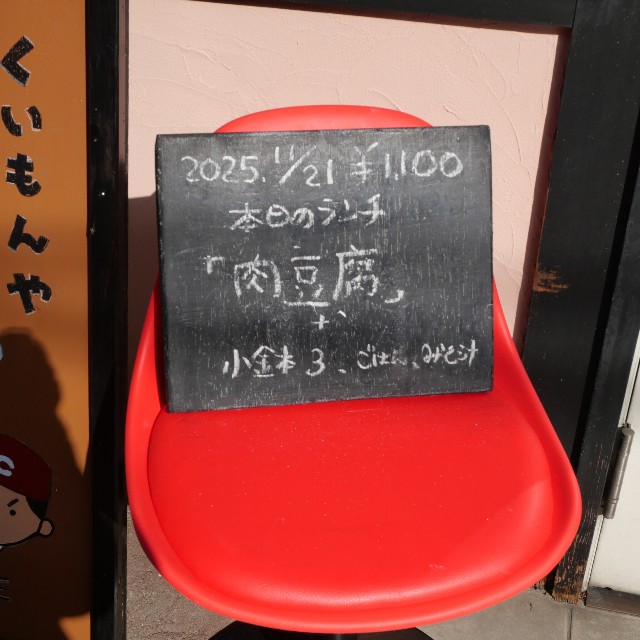 くいもんや
2025. 11/21 ¥1,100
本日のランチ
「肉豆腐」
+
小鉢3、ごはん、みそ汁